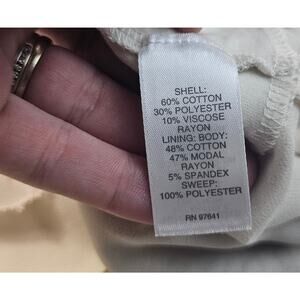 SHELL:
60% COTTON
30% POLYESTER
10% VISCOSE
RAYON
LINING: BODY:
48% COTTON
47% MODAL
RAYON
5% SPANDEX
SWEEP:
100% POLYESTER
RN 97641